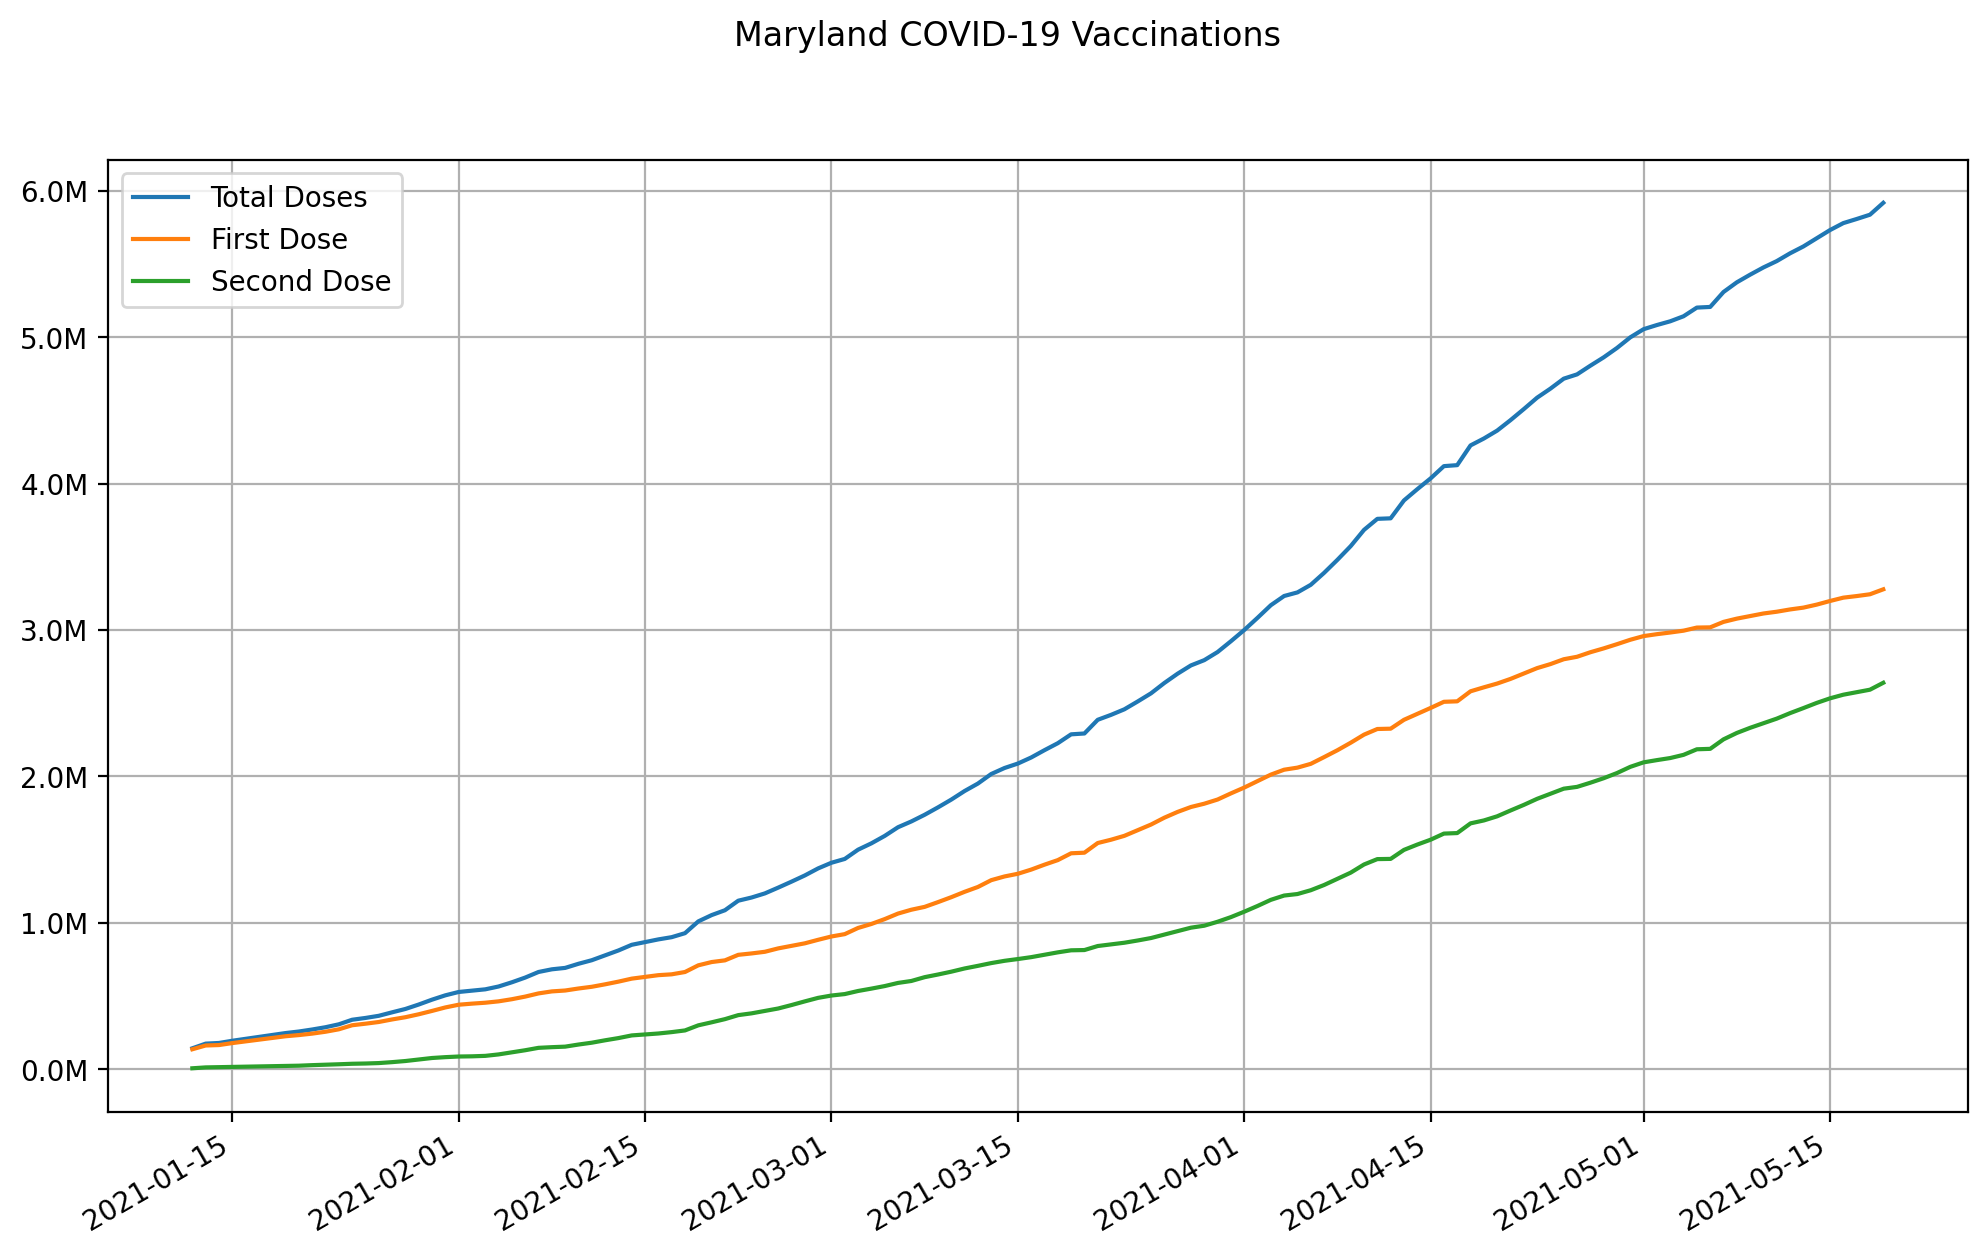 Maryland COVID-19 Vaccinations
6.0M
5.0M
4.0M
3.0M
2.0M
1.0M
0.0M
Total Doses
First Dose
Second Dose
2021-01-15
2021-02-01
2021-02-15
2021-03-01
2021-03-15
2021-04-01
2021-04-15
2021-05-01
2021-05-15